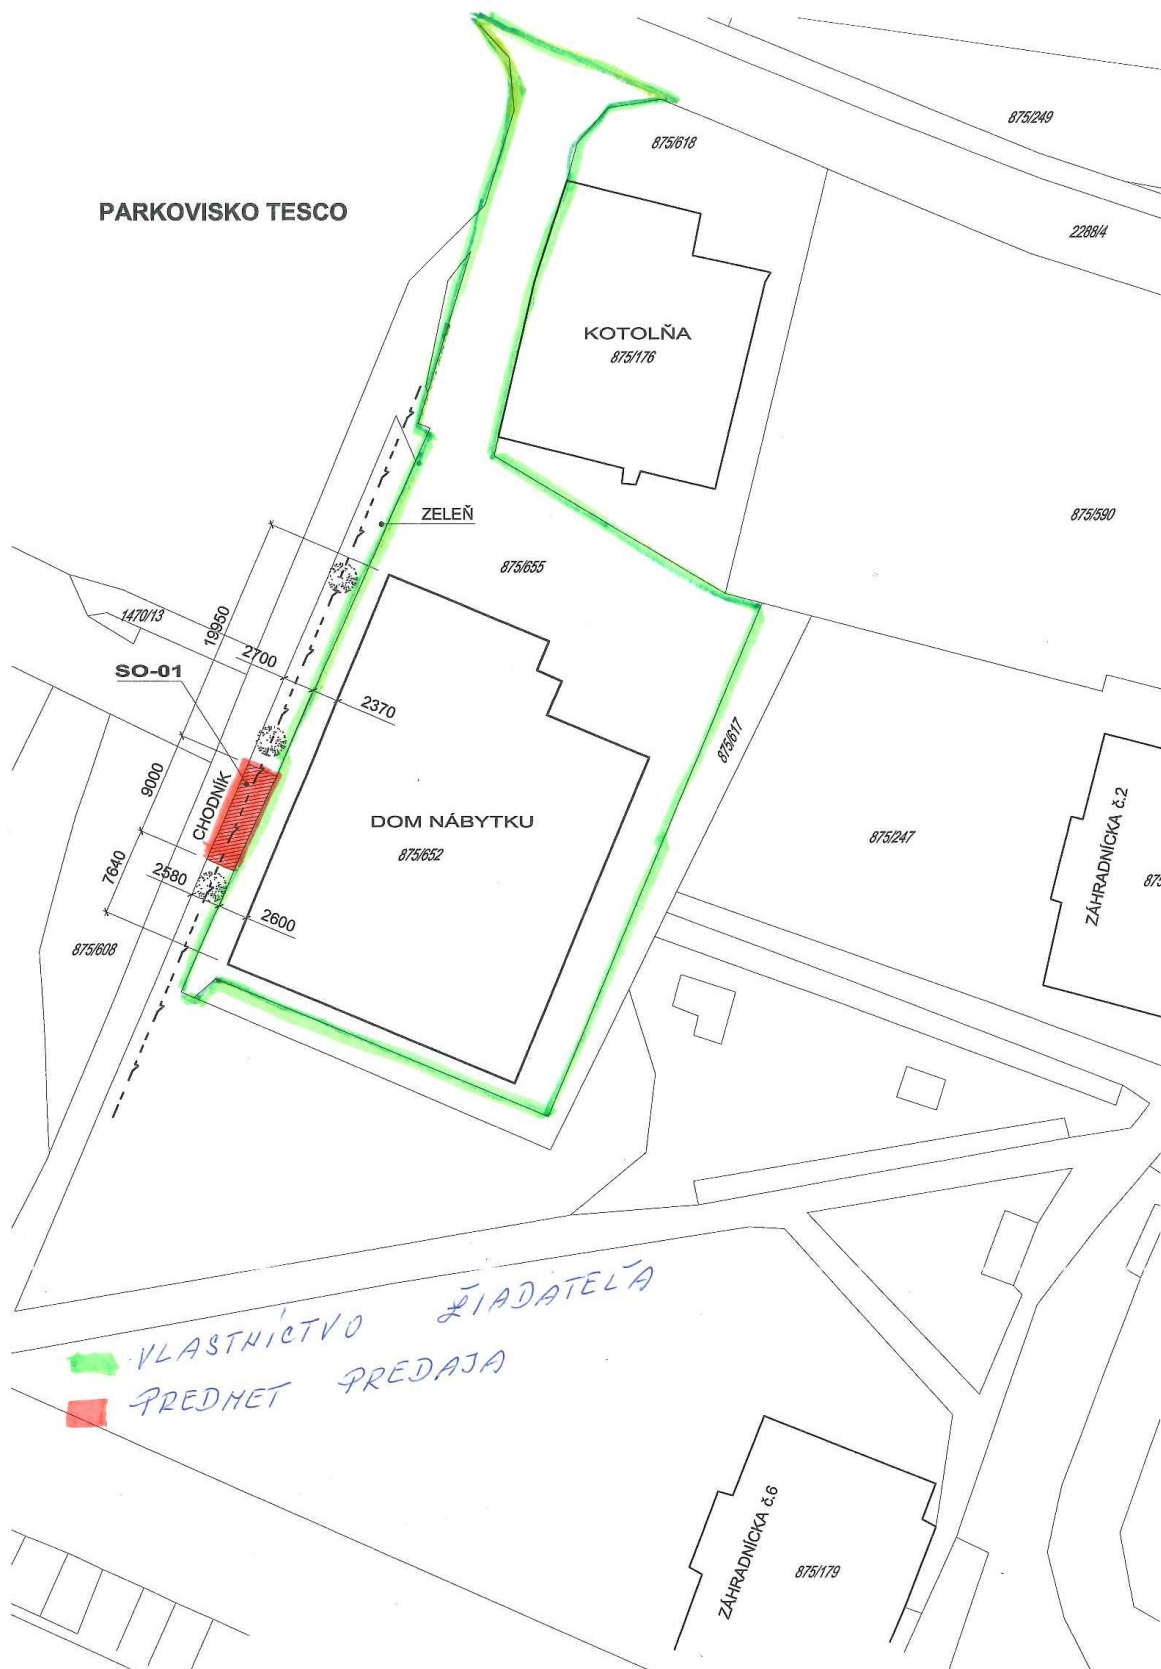 875/249
875/618
PARKOVISKO TESCO
2288/4
KOTOLŇA
875/176
ZELEŇ
875/590
875/655
1470/13
19950
2700
SO-01
2370
875/617
9000
CHODNÍK
DOM NÁBYTKU
875/652
875/247
ZÁHRADNÍCKA č.2
875
7640
2580
2600
875/608
VLASTNÍCTVO ŽIADATEĽA
PREDMET PREDAJA
ZÁHRADNÍCKA č.6
875/179